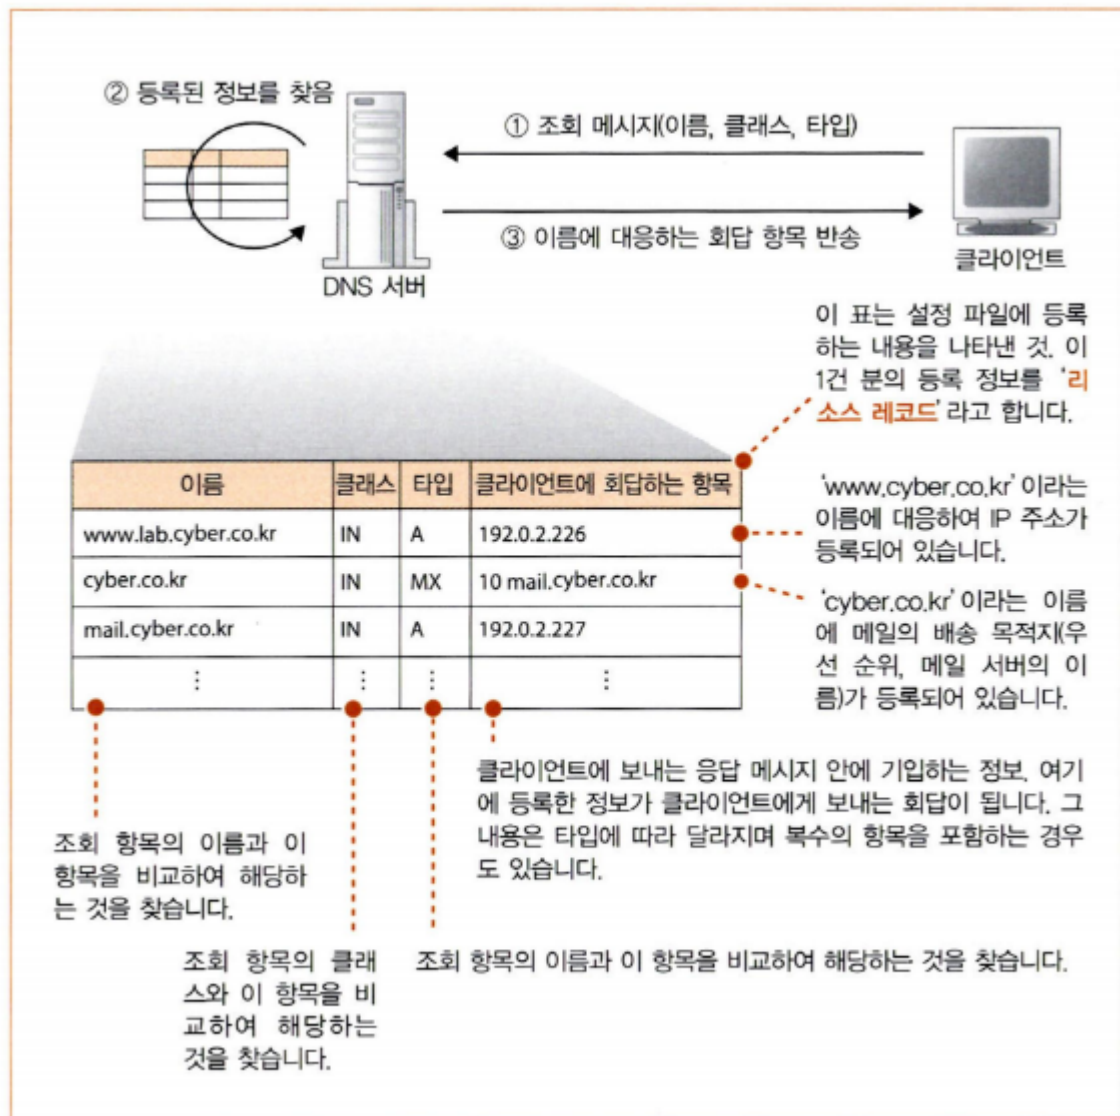 ② 등록된 정보를 찾음
① 조회 메시지(이름, 클래스, 타입)
③ 이름에 대응하는 회답 항목 반송
DNS 서버
클라이언트
이 표는 설정 파일에 등록
하는 내용을 나타낸 것. 이
1건 분의 등록 정보를 '리
소스 레코드'라고 합니다.
이름 클래스 타입 클라이언트에 회답하는 항목
www.lab.cyber.co.kr IN A 192.0.2.226
cyber.co.kr IN MX 10 mail.cyber.co.kr
mail.cyber.co.kr IN A 192.0.2.227
⋮ ⋮ ⋮ ⋮
'www.cyber.co.kr'이라는
이름에 대응하여 IP 주소가
등록되어 있습니다.
'cyber.co.kr'이라는 이름
에 메일의 배송 목적지(우
선 순위, 메일 서버의 이
름)가 등록되어 있습니다.
클라이언트에 보내는 응답 메시지 안에 기입하는 정보. 여기
에 등록한 정보가 클라이언트에게 보내는 회답이 됩니다. 그
내용은 타입에 따라 달라지며 복수의 항목을 포함하는 경우
도 있습니다.
조회 항목의 이름과 이
항목을 비교하여 해당하
는 것을 찾습니다.
조회 항목의 클래
스와 이 항목을 비
교하여 해당하는
것을 찾습니다.
조회 항목의 이름과 이 항목을 비교하여 해당하는 것을 찾습니다.